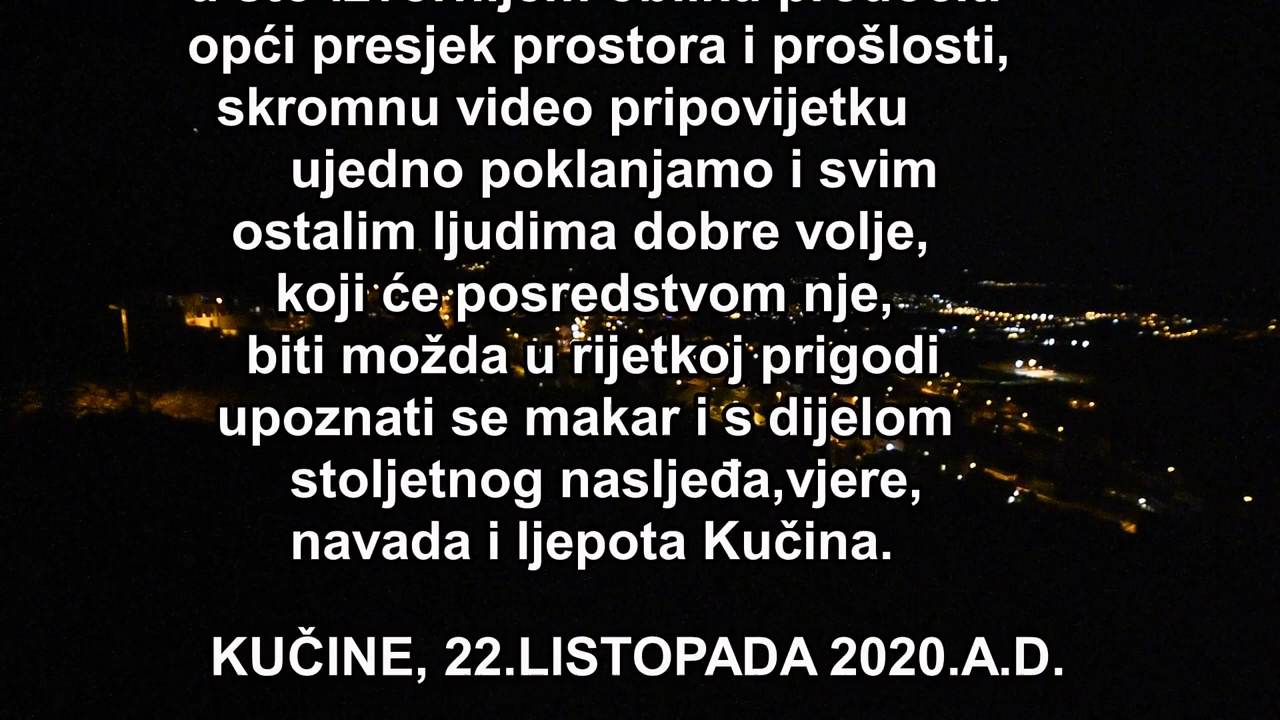 opći presjek prostora i prošlosti,
skromnu video pripovijetku
ujedno poklanjamo i svim
ostalim ljudima dobre volje,
koji će posredstvom nje,
biti možda u rijetkoj prigodi
upoznati se makar i s dijelom
stoljetnog nasljeđa,vjere,
navada i ljepota Kučina.
KUČINE, 22.LISTOPADA 2020.A.D.